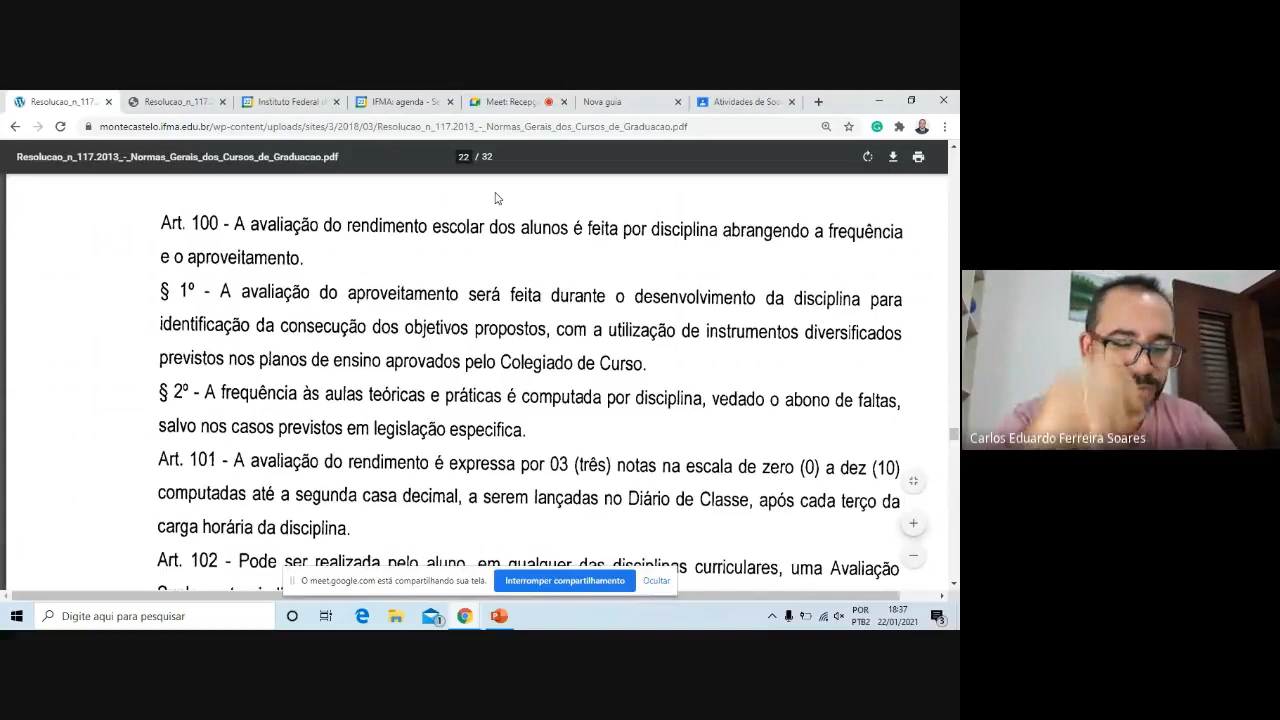 Resolucao_n_117.
Resolucao_n_117.
Instituto Federal d
IFMA: agenda - Se
Meet: Recepç
Nova guia
Atividades de Soc
montecastelo.ifma.edu.br/wp-content/uploads/sites/3/2018/03/Resolucao_n_117.2013_-_Normas_Gerais_dos_Cursos_de_Graduacao.pdf
Resolucao_n_117.2013_-_Normas_Gerais_dos_Cursos_de_Graduacao.pdf
22 / 32
Art. 100 - A avaliação do rendimento escolar dos alunos é feita por disciplina abrangendo a frequência
e o aproveitamento.
§ 1º - A avaliação do aproveitamento será feita durante o desenvolvimento da disciplina para
identificação da consecução dos objetivos propostos, com a utilização de instrumentos diversificados
previstos nos planos de ensino aprovados pelo Colegiado de Curso.
§ 2º - A frequência às aulas teóricas e práticas é computada por disciplina, vedado o abono de faltas,
salvo nos casos previstos em legislação especifica.
Art. 101 - A avaliação do rendimento é expressa por 03 (três) notas na escala de zero (0) a dez (10)
computadas até a segunda casa decimal, a serem lançadas no Diário de Classe, após cada terço da
carga horária da disciplina.
Art. 102 - Pode ser realizada pelo aluno, em qualquer das disciplinas curriculares, uma Avaliação
O meet.google.com está compartilhando sua tela.
Interromper compartilhamento
Ocultar
Carlos Eduardo Ferreira Soares
Digite aqui para pesquisar
1
POR
PTB2
18:37
22/01/2021
3